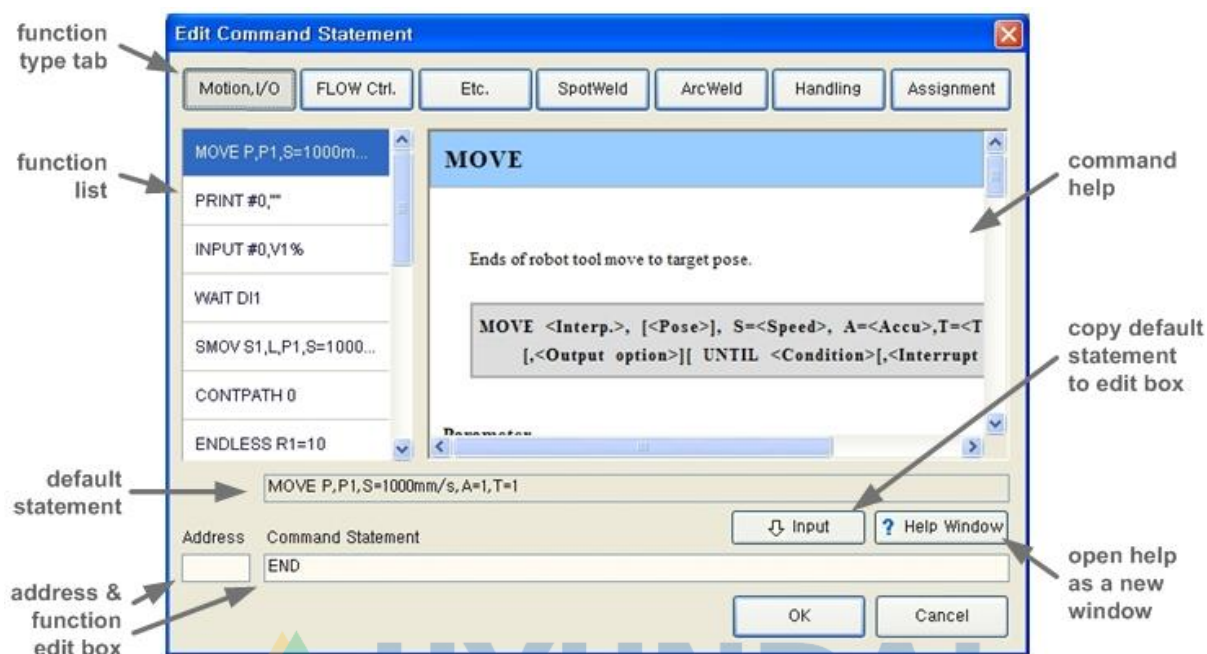 function
type tab
Edit Command Statement
Motion,I/O
FLOW Ctrl.
Etc.
SpotWeld
ArcWeld
Handling
Assignment
function
list
MOVE P,P1,S=1000m...
PRINT #0,""
INPUT #0,V1%
WAIT DI1
SMOV S1,L,P1,S=1000...
CONTPATH 0
ENDLESS R1=10
MOVE
Ends of robot tool move to target pose.
MOVE <Interp.>, [<Pose>], S=<Speed>, A=<Accu>,T=<T
[,<Output option>][ UNTIL <Condition>[,<Interrupt
Parameter
command
help
copy default
statement
to edit box
default
statement
MOVE P,P1,S=1000mm/s,A=1,T=1
Input
? Help Window
Address
Command Statement
END
address &
function
edit box
open help
as a new
window
OK
Cancel
HYUNDAI